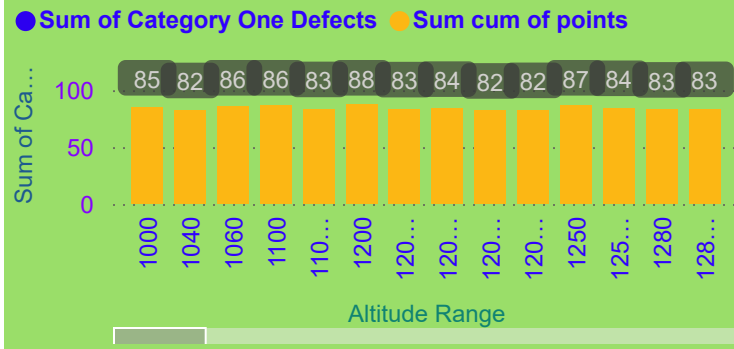 Sum of Category One Defects Sum cum of points
Sum of Ca...
100
50
0
85 82 86 86 83 88 83 84 82 82 87 84 83 83
1000 1040 1060 1100 110... 1200 120... 120... 120... 120... 1250 125... 1280 128...
Altitude Range